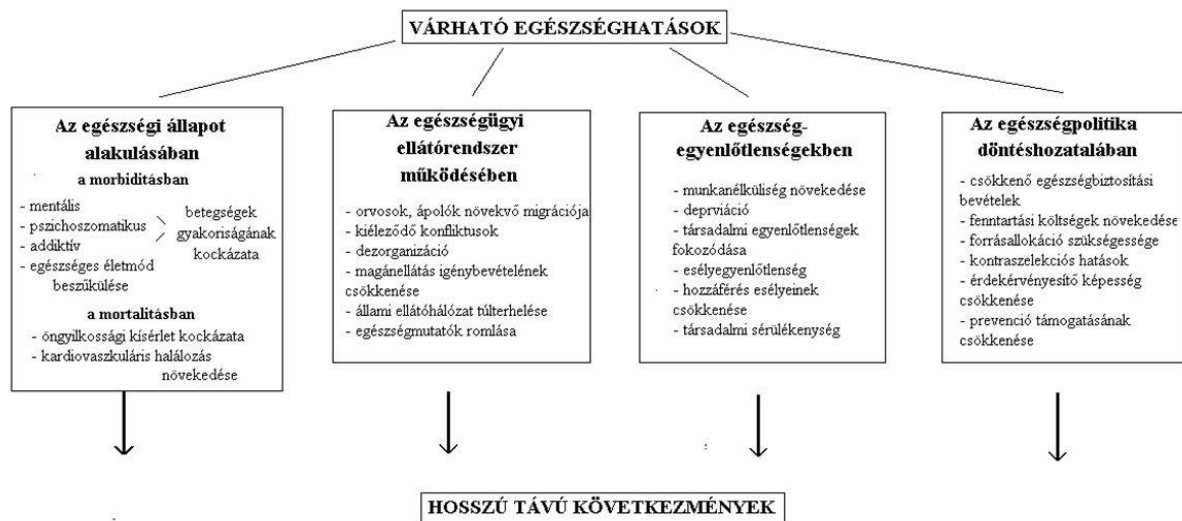 VÁRHATÓ EGÉSZSÉGHATÁSOK
Az egészségi állapot
alakulásában
a morbiditásban
- mentális
- pszichoszomatikus
- addiktív
betegségek
gyakoriságának
kockázata
- egészséges életmód
beszűkülése
a mortalitásban
- öngyilkossági kísérlet kockázata
- kardiovaszkuláris halálozás
növekedése
Az egészségügyi
ellátórendszer
működésében
- orvosok, ápolók növekvő migrációja
- kiéleződő konfliktusok
- dezorganizáció
- magánellátás igénybevételének
csökkenése
- állami ellátóhálózat túlterhelése
- egészségmutatók romlása
Az egészség-
egyenlőtlenségekben
- munkanélküliség növekedése
- deprviáció
- társadalmi egyenlőtlenségek
fokozódása
- esélyegyenlőtlenség
- hozzáférés esélyeinek
csökkenése
- társadalmi sérülékenység
Az egészségpolitika
döntéshozatalában
- csökkenő egészségbiztosítási
bevételek
- fenntartási költségek növekedése
- forrásallokáció szükségessége
- kontraszelekciós hatások
- érdekérvényesítő képesség
csökkenése
- prevenció támogatásának
csökkenése
HOSSZÚ TÁVÚ KÖVETKEZMÉNYEK